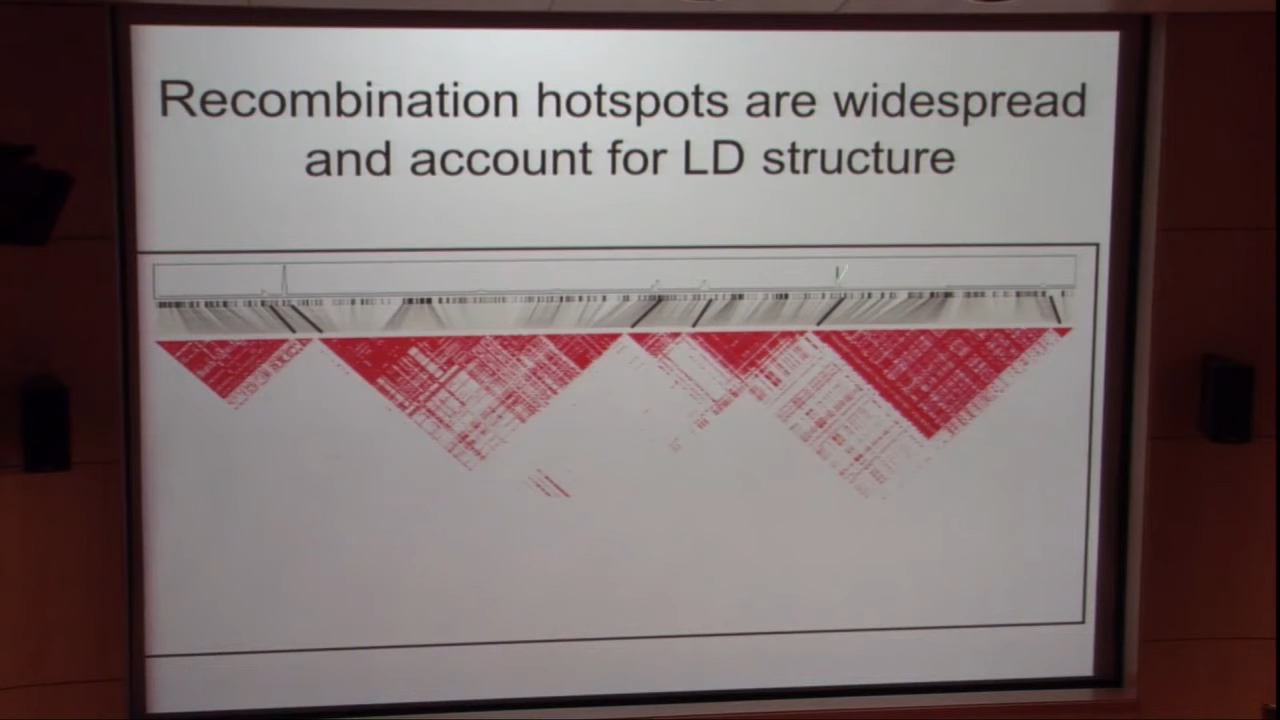 Recombination hotspots are widespread
and account for LD structure